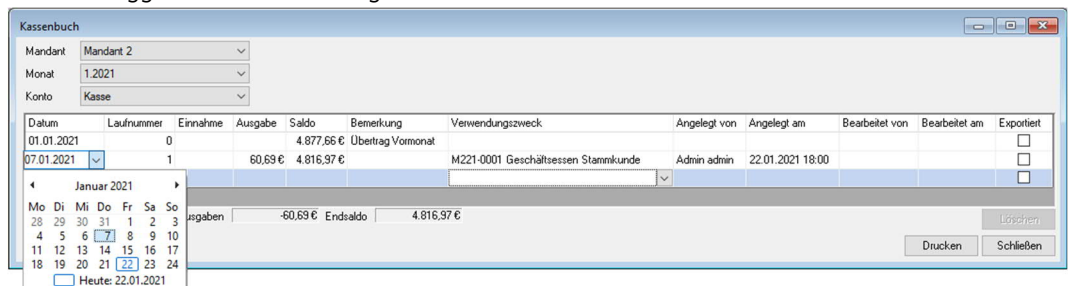 Kassenbuch
Mandant Mandant 2
Monat 1.2021
Konto Kasse
Datum Laufnummer Einnahme Ausgabe Saldo Bemerkung Verwendungszweck Angelegt von Angelegt am Bearbeitet von Bearbeitet am Exportiert
01.01.2021 0 4.877,66 € Übertrag Vormonat
07.01.2021 1 60,69 € 4.816,97 € M221-0001 Geschäftsessen Stammkunde Admin admin 22.01.2021 18:00
Januar 2021
Mo Di Mi Do Fr Sa So
28 29 30 31 1 2 3
4 5 6 7 8 9 10
11 12 13 14 15 16 17
18 19 20 21 22 23 24
Heute: 22.01.2021
usgaben -60,69 € Endsaldo 4.816,97 €
Löschen
Drucken Schließen